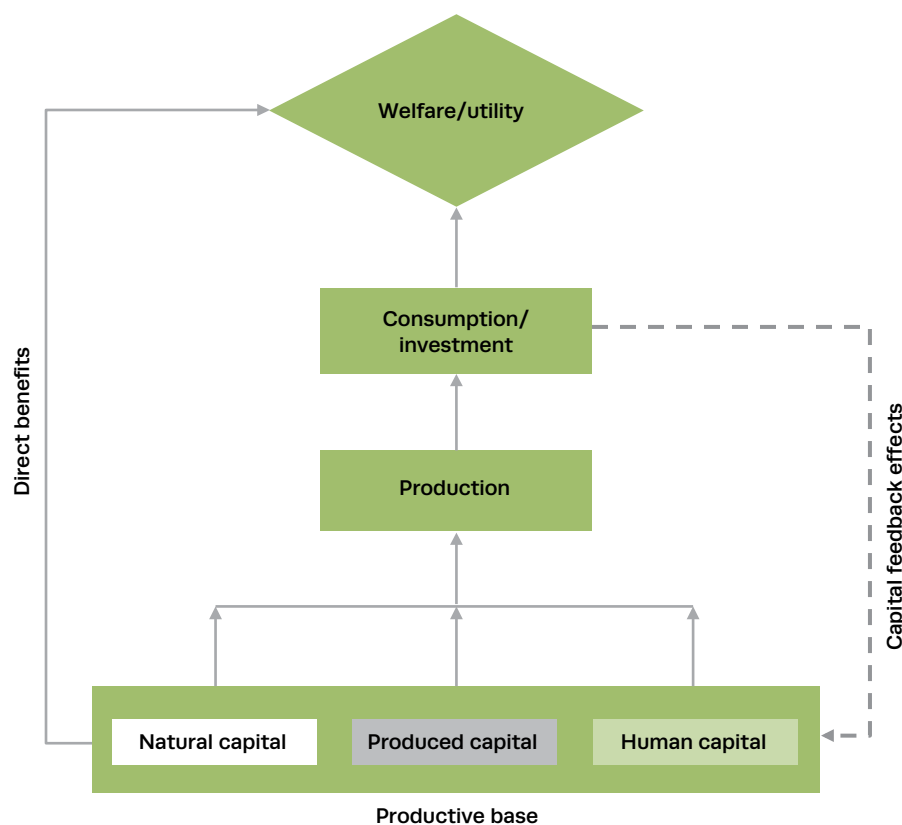 Welfare/utility
Consumption/
investment
Direct benefits
Capital feedback effects
Production
Natural capital
Produced capital
Human capital
Productive base